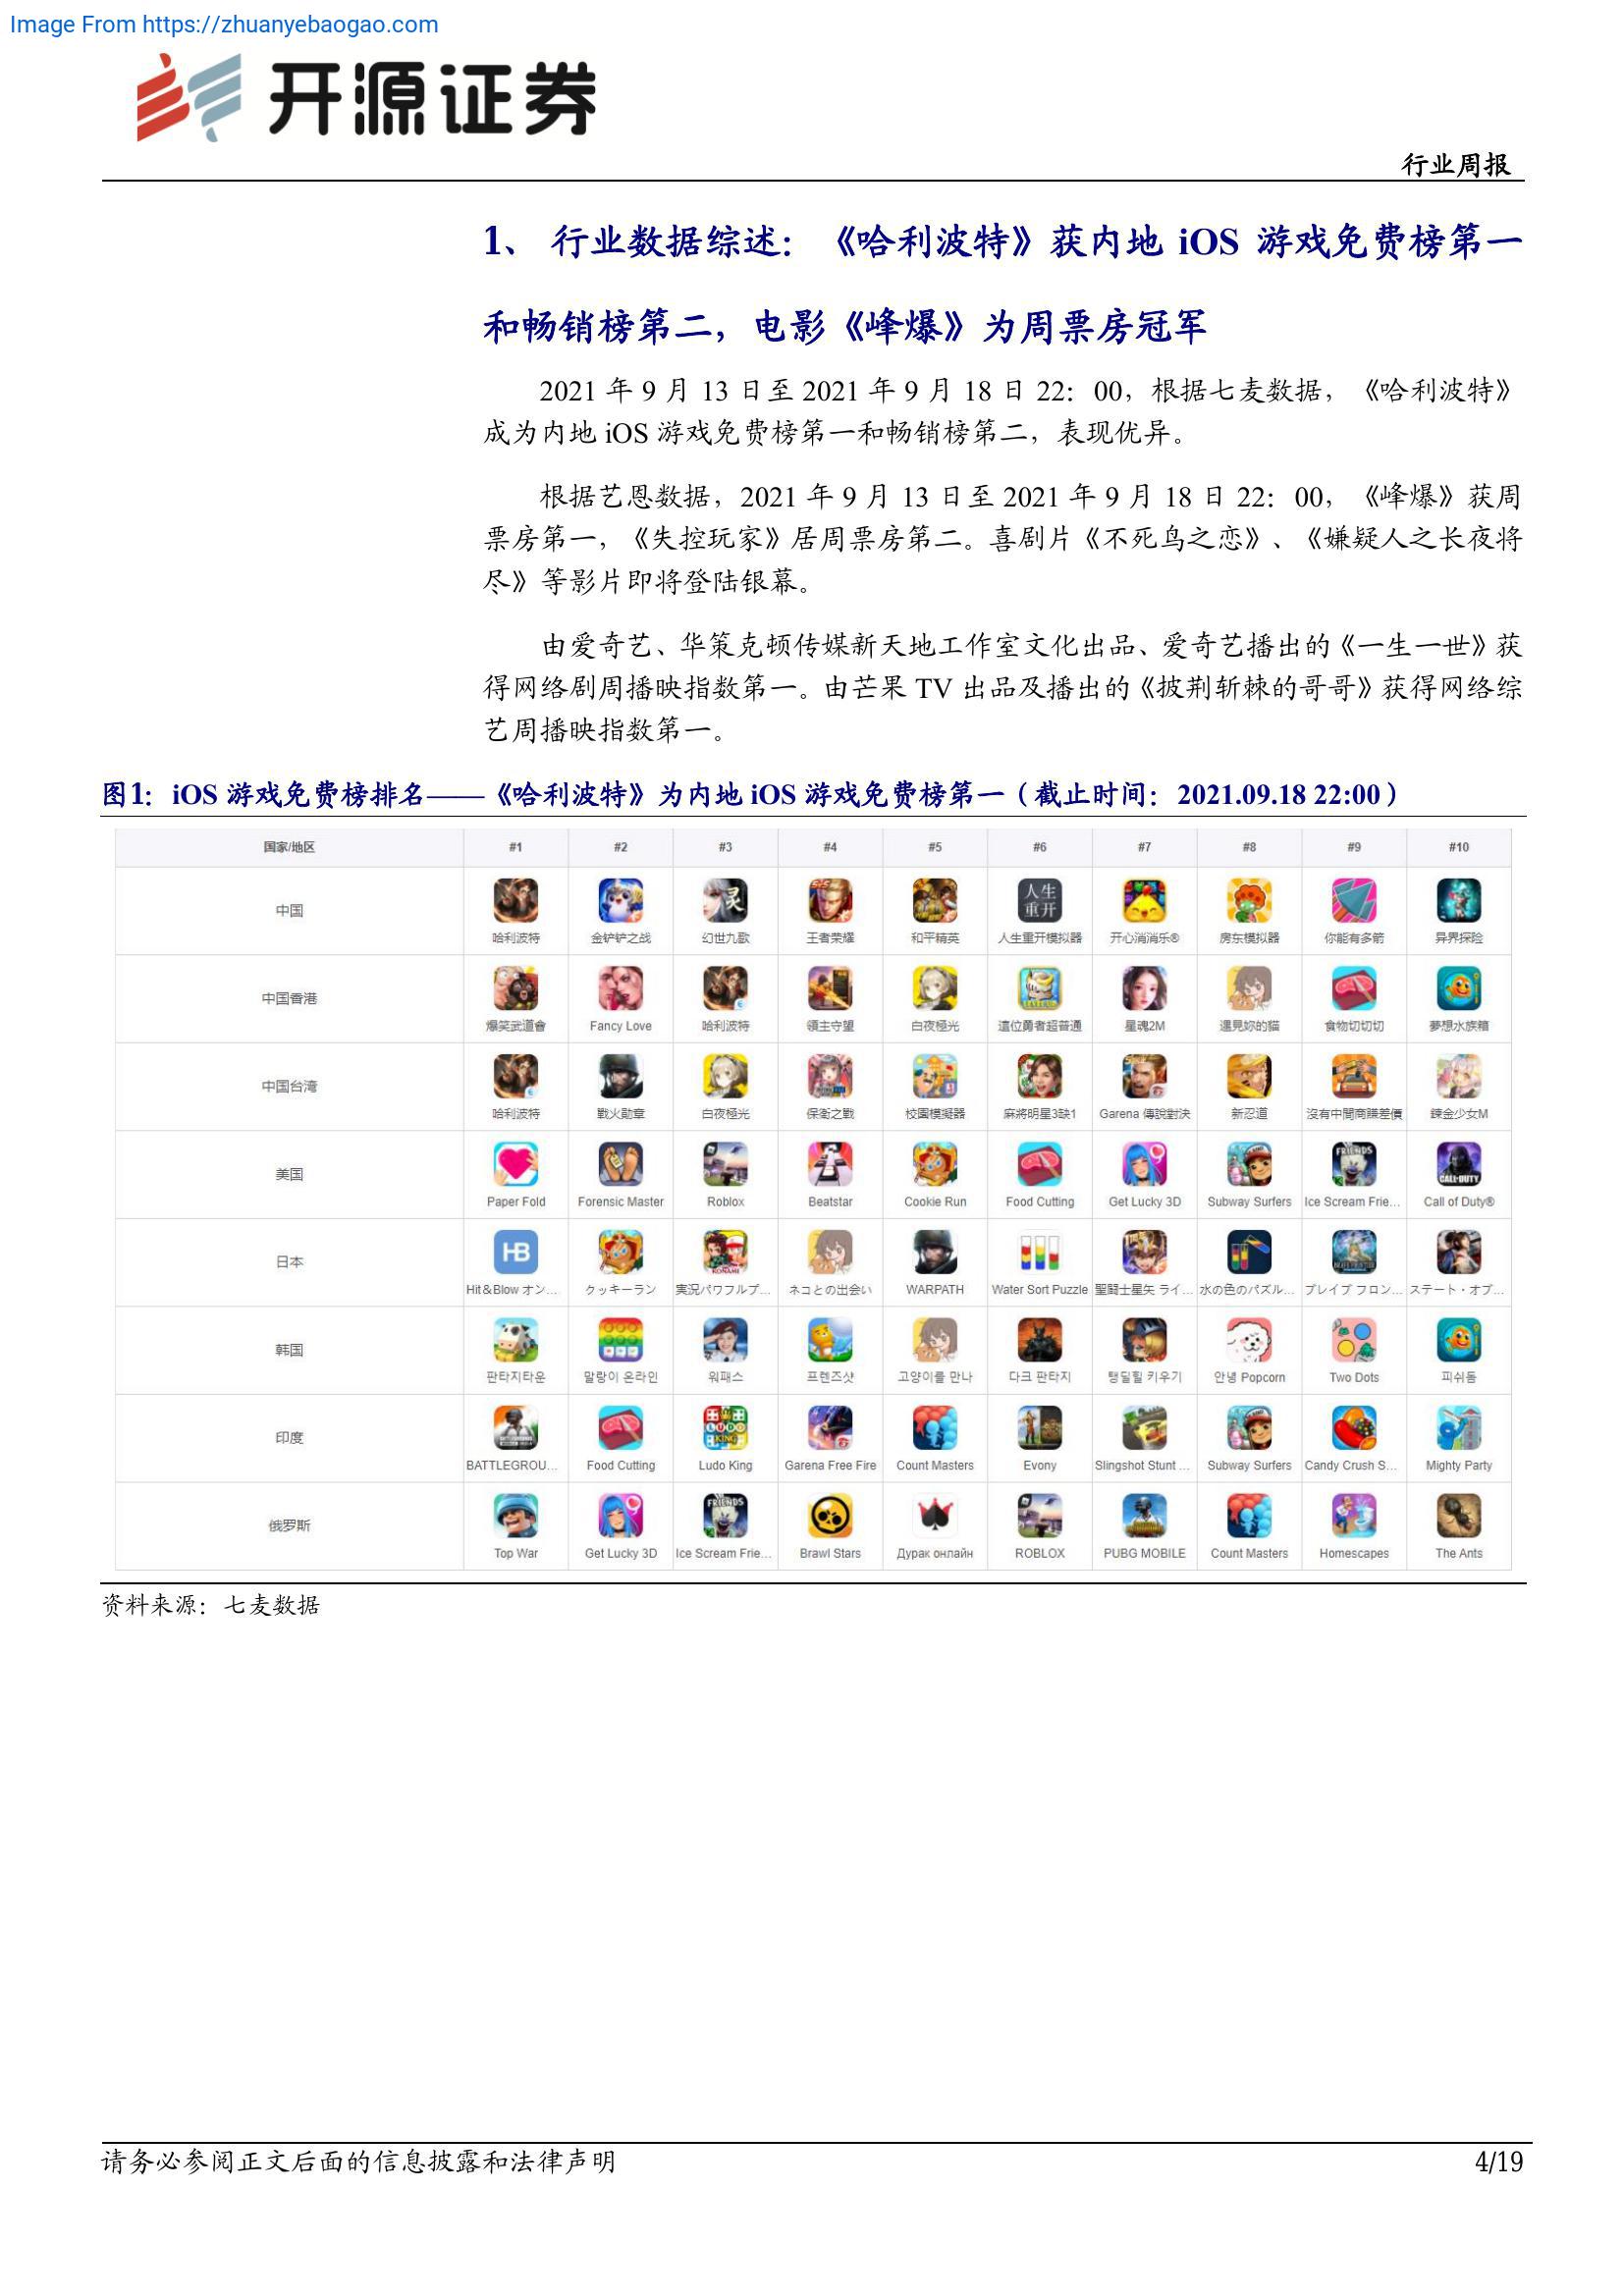 Image From https://zhuanyebaogao.com
开源证券
行业周报
1、 行业数据综述：《哈利波特》获内地 iOS 游戏免费榜第一
和畅销榜第二，电影《峰爆》为周票房冠军
2021 年 9 月 13 日至 2021 年 9 月 18 日 22：00，根据七麦数据，《哈利波特》
成为内地 iOS 游戏免费榜第一和畅销榜第二，表现优异。
根据艺恩数据，2021 年 9 月 13 日至 2021 年 9 月 18 日 22：00，《峰爆》获周
票房第一，《失控玩家》居周票房第二。喜剧片《不死鸟之恋》、《嫌疑人之长夜将
尽》等影片即将登陆银幕。
由爱奇艺、华策克顿传媒新天地工作室文化出品、爱奇艺播出的《一生一世》获
得网络剧周播映指数第一。由芒果 TV 出品及播出的《披荆斩棘的哥哥》获得网络综
艺周播映指数第一。
图1：iOS 游戏免费榜排名——《哈利波特》为内地 iOS 游戏免费榜第一（截止时间：2021.09.18 22:00）
国家/地区 #1 #2 #3 #4 #5 #6 #7 #8 #9 #10
中国 哈利波特 金铲铲之战 幻世九歌 王者荣耀 和平精英 人生重开模拟器 开心消消乐® 房东模拟器 你能有多箭 异界探险
中国香港 爆笑武道會 Fancy Love 哈利波特 領主守望 白夜極光 這位勇者超普通 星魂2M 遇見妳的貓 食物切切切 夢想水族箱
中国台湾 哈利波特 戰火勛章 白夜極光 保衛之戰 校園模擬器 麻將明星3缺1 Garena 傳說對決 新忍道 沒有中間商賺差價 鍊金少女M
美国 Paper Fold Forensic Master Roblox Beatstar Cookie Run Food Cutting Get Lucky 3D Subway Surfers Ice Scream Frie... Call of Duty®
日本 Hit＆Blow オン... クッキーラン 実況パワフルプ... ネコとの出会い WARPATH Water Sort Puzzle 聖闘士星矢 ライ... 水の色のパズル... ブレイブ フロン... ステート・オブ...
韩国 판타지타운 말랑이 온라인 워패스 프렌즈샷 고양이를 만나 다크 판타지 탱딜힐 키우기 안녕 Popcorn Two Dots 피쉬돔
印度 BATTLEGROU... Food Cutting Ludo King Garena Free Fire Count Masters Evony Slingshot Stunt ... Subway Surfers Candy Crush S... Mighty Party
俄罗斯 Top War Get Lucky 3D Ice Scream Frie... Brawl Stars Дурак онлайн ROBLOX PUBG MOBILE Count Masters Homescapes The Ants
资料来源：七麦数据
请务必参阅正文后面的信息披露和法律声明
4/19